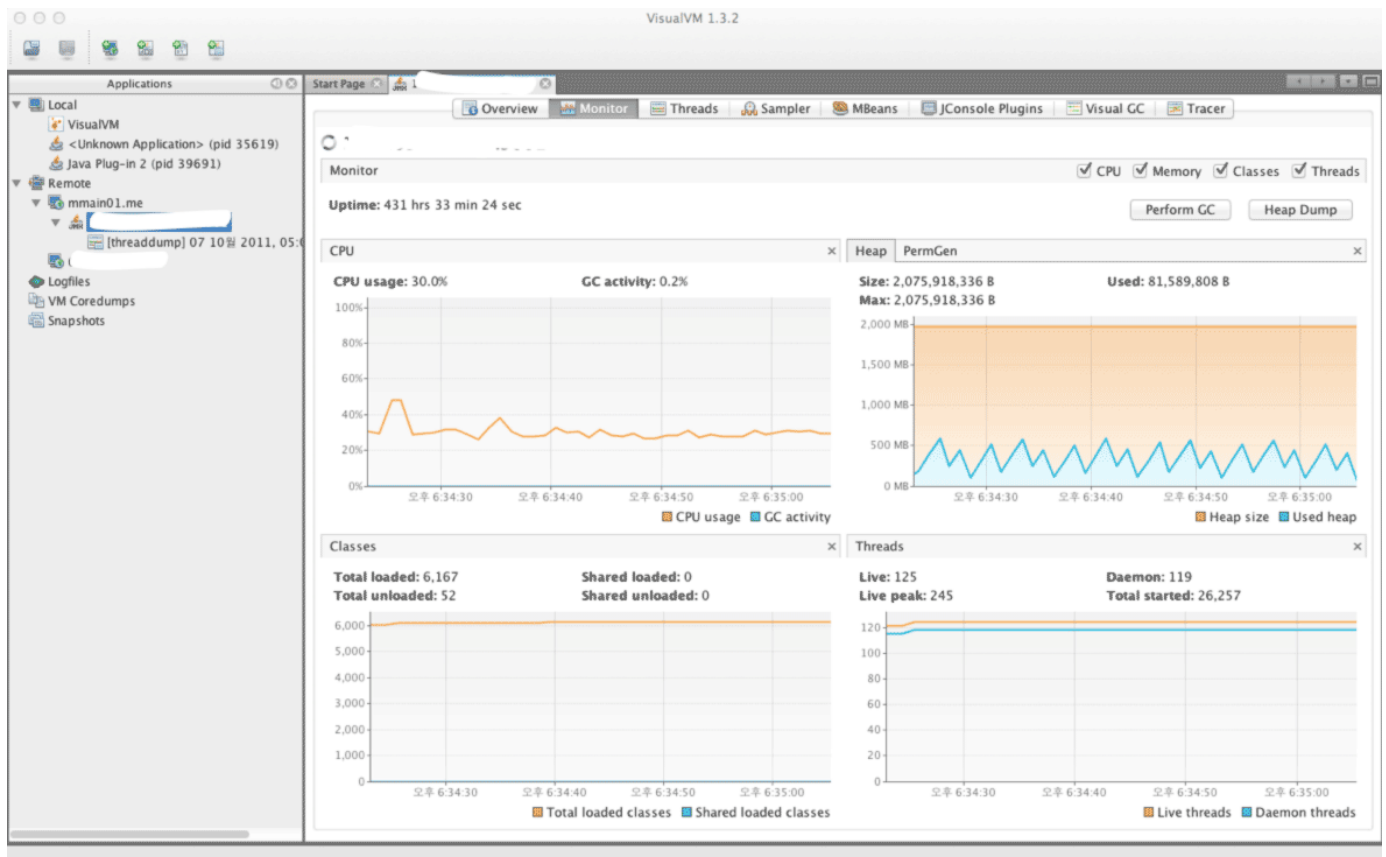 VisualVM 1.3.2
Applications
Start Page
1
Local
VisualVM
<Unknown Application> (pid 35619)
Java Plug-in 2 (pid 39691)
Remote
mmain01.me
[threaddump] 07 10월 2011, 05:0
Logfiles
VM Coredumps
Snapshots
Overview Monitor Threads Sampler MBeans JConsole Plugins Visual GC Tracer
Monitor
CPU Memory Classes Threads
Uptime: 431 hrs 33 min 24 sec
Perform GC Heap Dump
CPU
CPU usage: 30.0% GC activity: 0.2%
100%
80%
60%
40%
20%
0%
오후 6:34:30 오후 6:34:40 오후 6:34:50 오후 6:35:00
CPU usage GC activity
Heap PermGen
Size: 2,075,918,336 B Used: 81,589,808 B
Max: 2,075,918,336 B
2,000 MB
1,500 MB
1,000 MB
500 MB
0 MB
오후 6:34:30 오후 6:34:40 오후 6:34:50 오후 6:35:00
Heap size Used heap
Classes
Total loaded: 6,167 Shared loaded: 0
Total unloaded: 52 Shared unloaded: 0
6,000
5,000
4,000
3,000
2,000
1,000
0
오후 6:34:30 오후 6:34:40 오후 6:34:50 오후 6:35:00
Total loaded classes Shared loaded classes
Threads
Live: 125 Daemon: 119
Live peak: 245 Total started: 26,257
120
100
80
60
40
20
0
오후 6:34:30 오후 6:34:40 오후 6:34:50 오후 6:35:00
Live threads Daemon threads